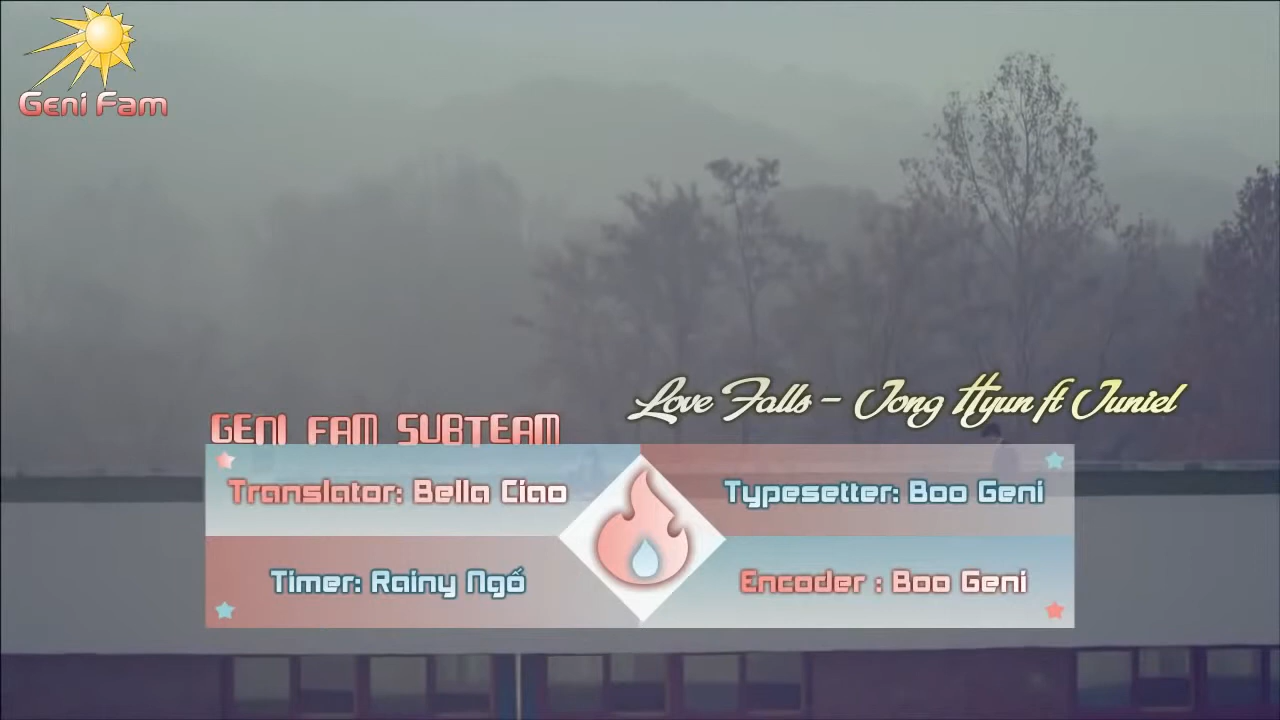 Geni Fam
Love Falls - Jong Hyun ft Juniel
GENI FAM SUBTEAM
Translator: Bella Ciao
Typesetter: Boo Geni
Timer: Rainy Ngố
Encoder : Boo Geni